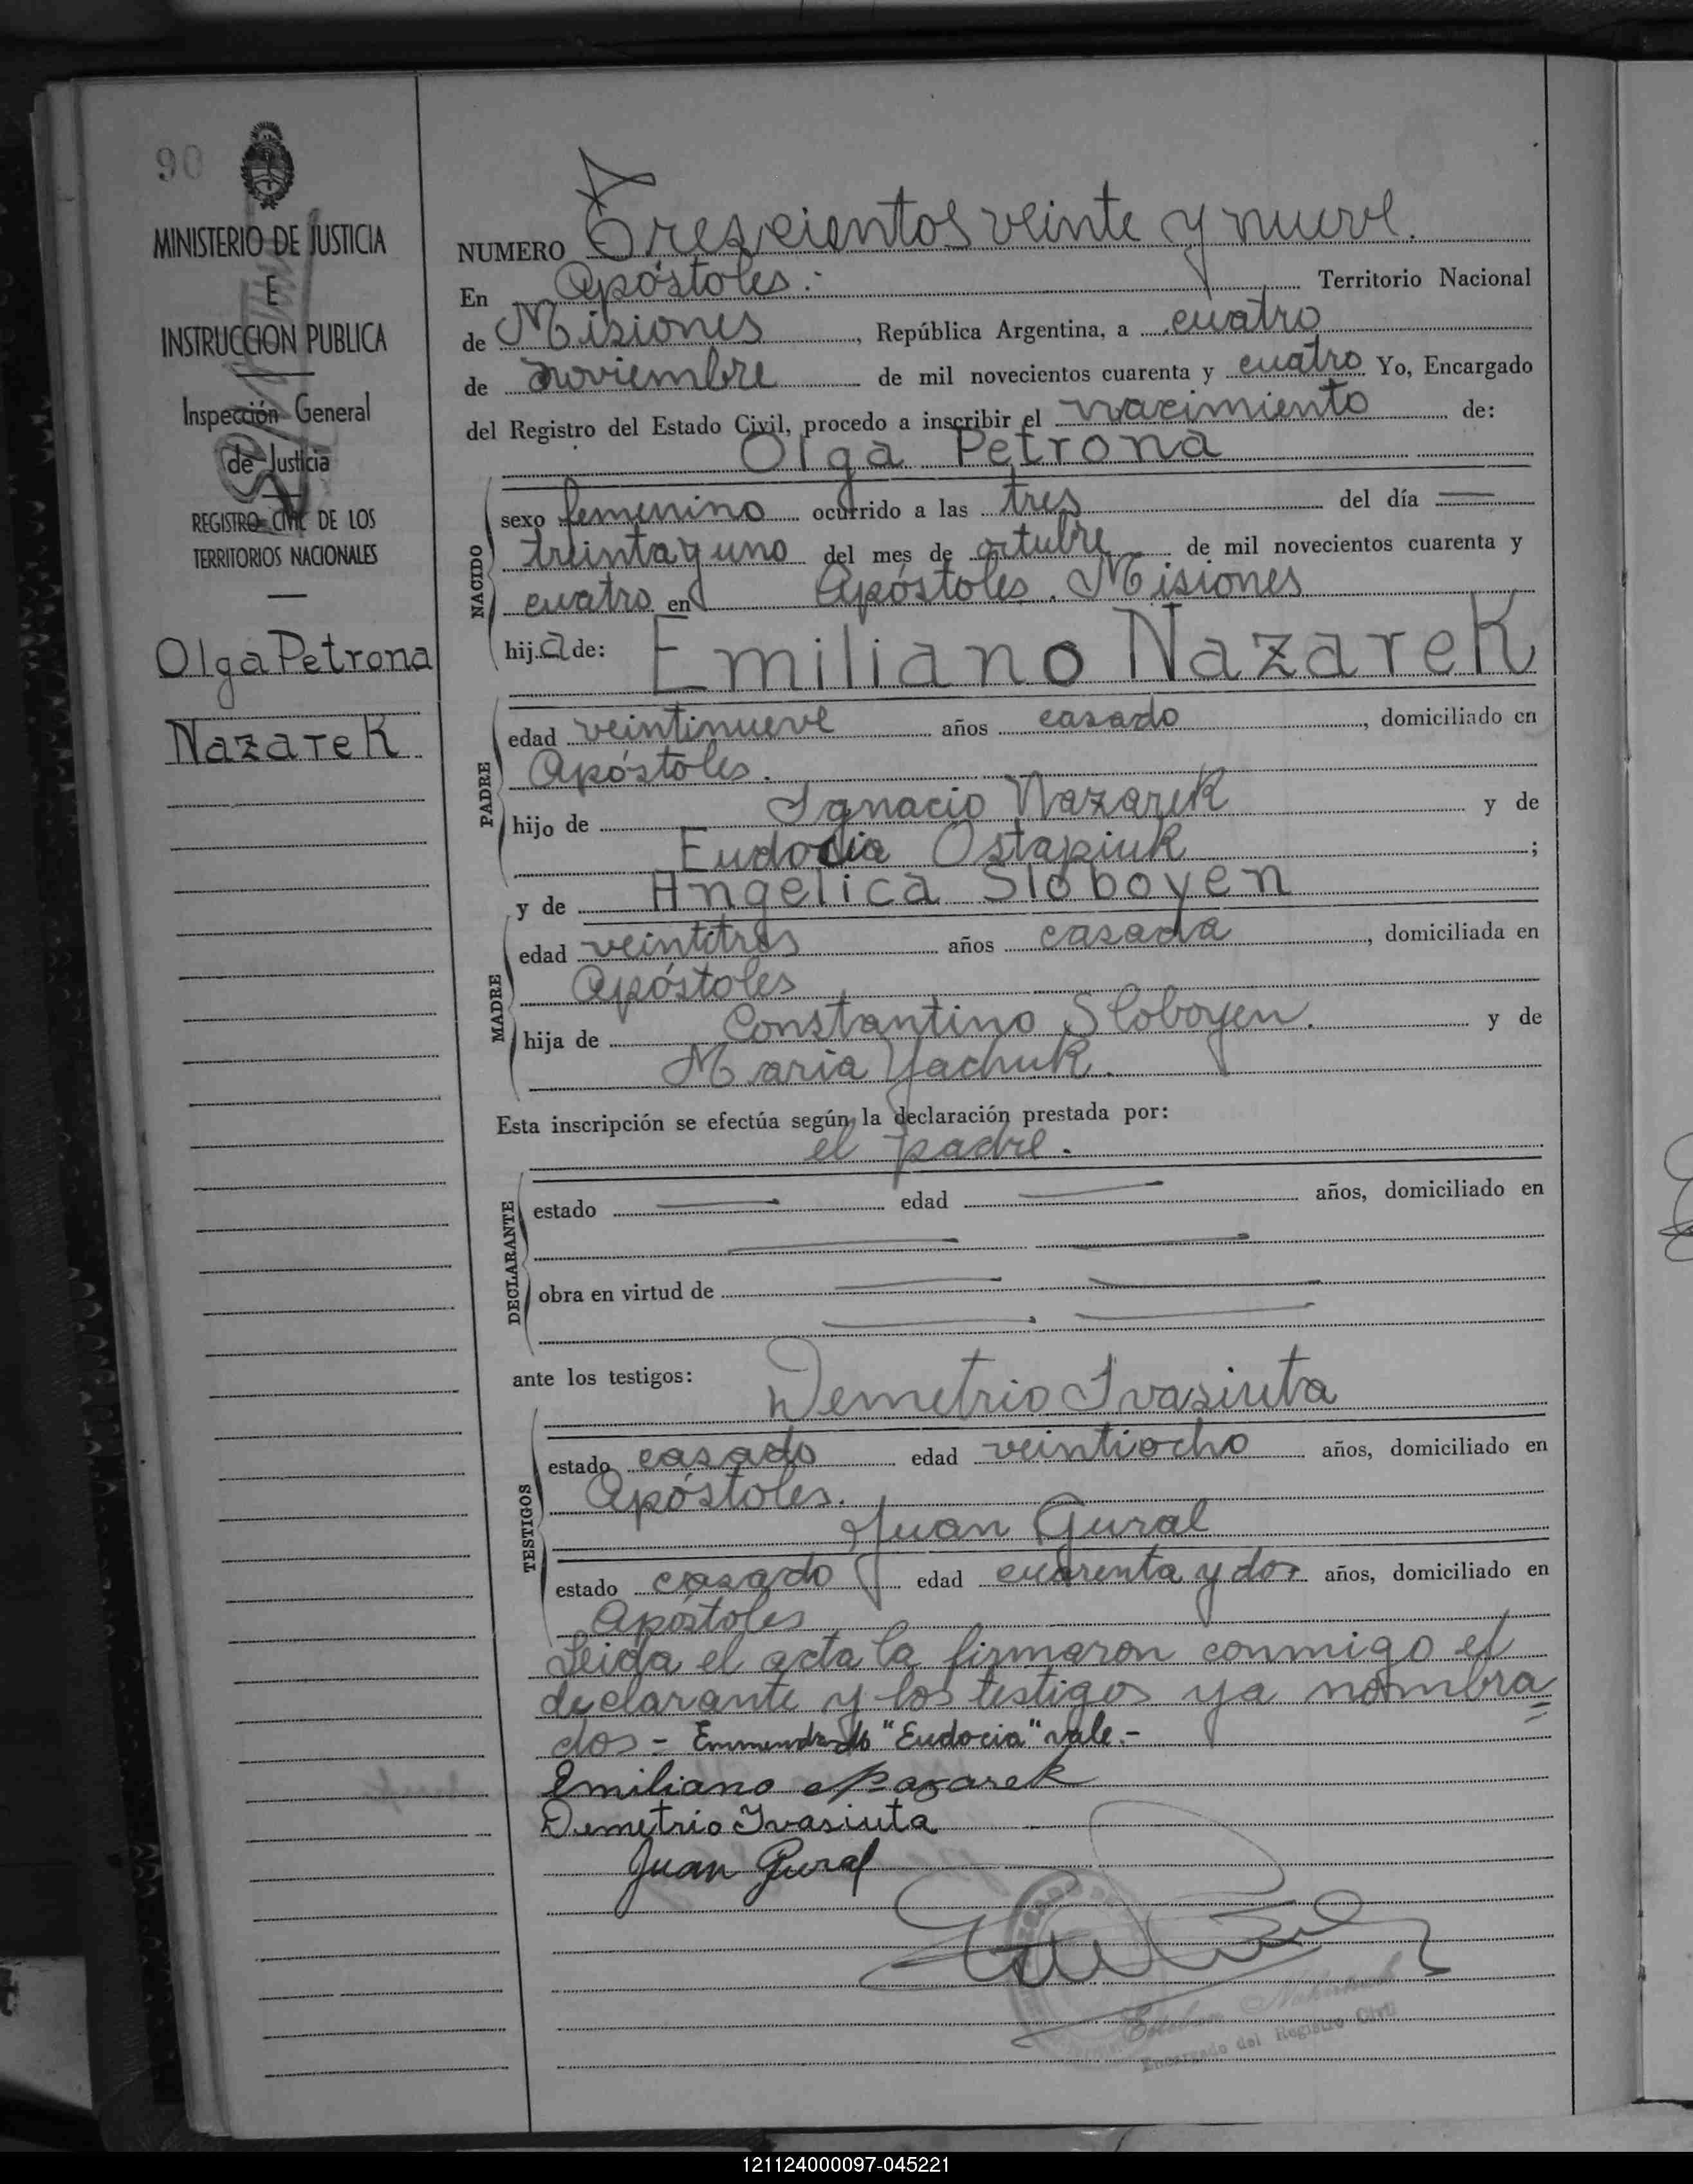 90
MINISTERIO DE JUSTICIA
E
INSTRUCCION PUBLICA
Inspección General
de Justicia
REGISTRO CIVIL DE LOS
TERRITORIOS NACIONALES
Olga Petrona
Nazarek
NUMERO Trescientos veinte y nueve.
En Apóstoles. Territorio Nacional
de Misiones, República Argentina, a cuatro
de noviembre de mil novecientos cuarenta y cuatro Yo, Encargado
del Registro del Estado Civil, procedo a inscribir el nacimiento de:
Olga Petrona
NACIDO
sexo femenino ocurrido a las tres del día —
treinta y uno del mes de octubre de mil novecientos cuarenta y
cuatro en Apóstoles. Misiones
hija de: Emiliano Nazarek
PADRE
edad veintinueve años casado, domiciliado en
Apóstoles.
hijo de Ignacio Nazarek y de
Eudocia Ostapiuk ;
y de Angelica Sloboyen
MADRE
edad veintitres años casada, domiciliada en
Apóstoles
hija de Constantino Sloboyen. y de
Maria Yachuk.
Esta inscripción se efectúa según la declaración prestada por:
el padre.
DECLARANTE
estado — edad — años, domiciliado en
obra en virtud de —
ante los testigos: Demetrio Ivasiuta
TESTIGOS
estado casado edad veintiocho años, domiciliado en
Apóstoles.
Juan Gural
estado casado edad cuarenta y dos años, domiciliado en
Apóstoles
Leida el acta la firmaron conmigo el
declarante y los testigos ya nombra=
dos - Emmendado "Eudocia" vale.-
Emiliano Nazarek
Demetrio Ivasiuta
Juan Gural
Esteban
Encargado del Registro Civil
121124000097-045221